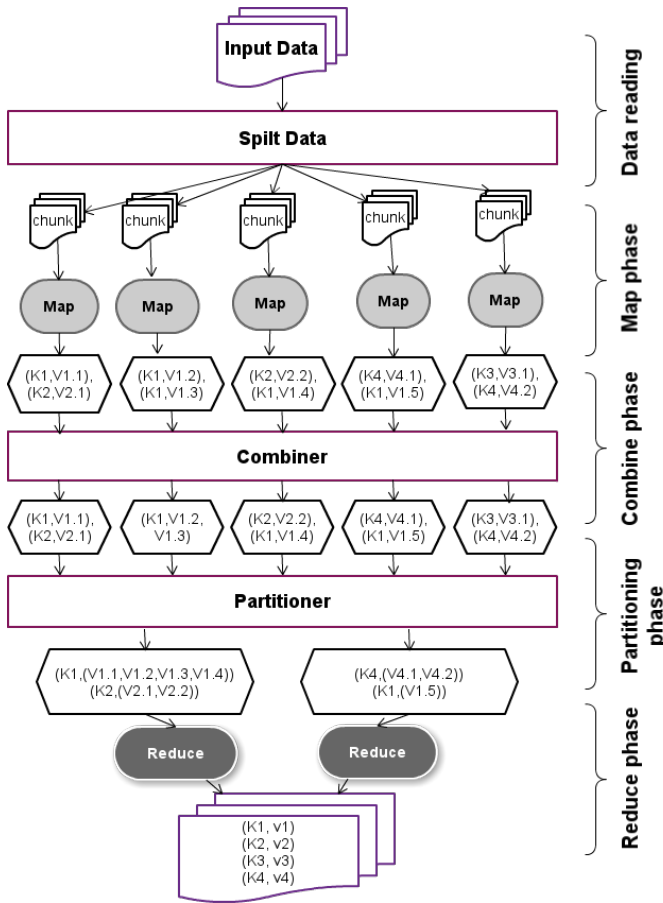 Input Data
Spilt Data
chunk
chunk
chunk
chunk
chunk
Data reading
Map
Map
Map
Map
Map
Map phase
(K1,V1.1),
(K2,V2.1)
(K1,V1.2),
(K1,V1.3)
(K2,V2.2),
(K1,V1.4)
(K4,V4.1),
(K1,V1.5)
(K3,V3.1),
(K4,V4.2)
Combiner
Combine phase
(K1,V1.1),
(K2,V2.1)
(K1,V1.2,
V1.3)
(K2,V2.2),
(K1,V1.4)
(K4,V4.1),
(K1,V1.5)
(K3,V3.1),
(K4,V4.2)
Partitioner
Partitioning
phase
(K1,(V1.1,V1.2,V1.3,V1.4))
(K2,(V2.1,V2.2))
(K4,(V4.1,V4.2))
(K1,(V1.5))
Reduce
Reduce
Reduce phase
(K1, v1)
(K2, v2)
(K3, v3)
(K4, v4)